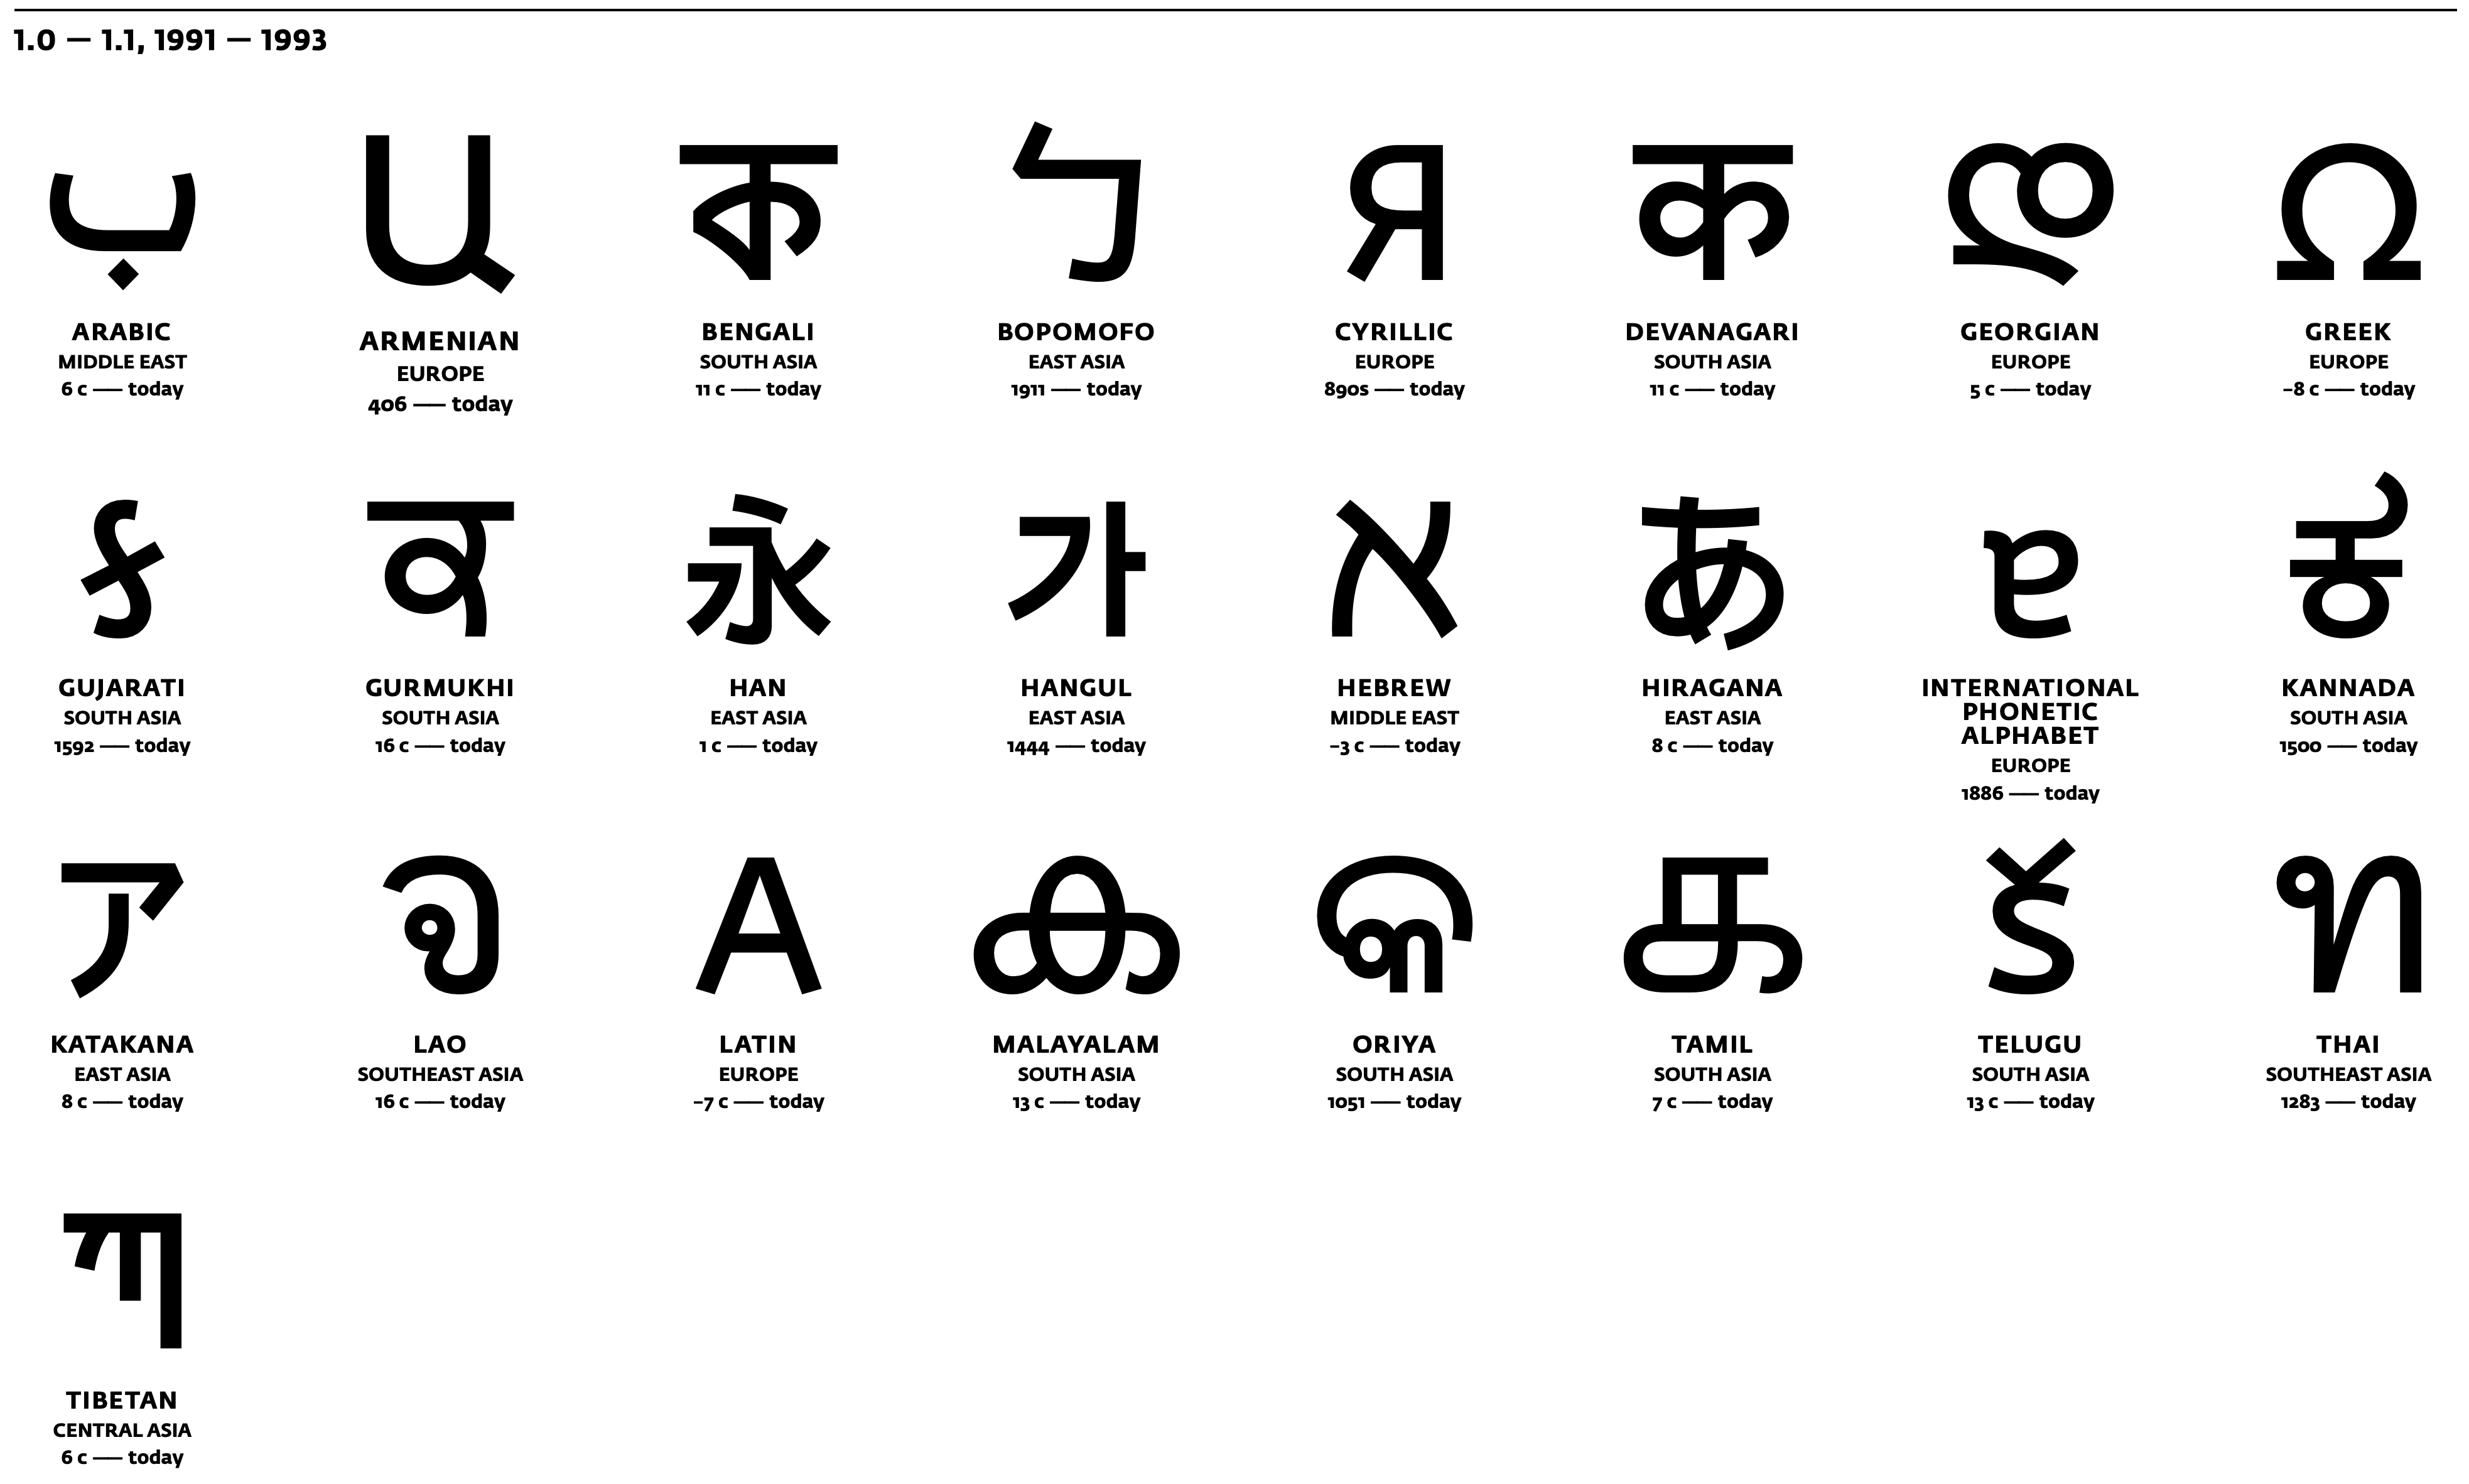 1.0 — 1.1, 1991 — 1993
ب
ARABIC
MIDDLE EAST
6 c — today
Ա
ARMENIAN
EUROPE
406 — today
ক
BENGALI
SOUTH ASIA
11 c — today
ㄅ
BOPOMOFO
EAST ASIA
1911 — today
Я
CYRILLIC
EUROPE
890s — today
क
DEVANAGARI
SOUTH ASIA
11 c — today
ღ
GEORGIAN
EUROPE
5 c — today
Ω
GREEK
EUROPE
–8 c — today
ક
GUJARATI
SOUTH ASIA
1592 — today
ਕ
GURMUKHI
SOUTH ASIA
16 c — today
永
HAN
EAST ASIA
1 c — today
가
HANGUL
EAST ASIA
1444 — today
א
HEBREW
MIDDLE EAST
–3 c — today
あ
HIRAGANA
EAST ASIA
8 c — today
ɐ
INTERNATIONAL
PHONETIC
ALPHABET
EUROPE
1886 — today
ಕ
KANNADA
SOUTH ASIA
1500 — today
ア
KATAKANA
EAST ASIA
8 c — today
ຈ
LAO
SOUTHEAST ASIA
16 c — today
A
LATIN
EUROPE
–7 c — today
ക
MALAYALAM
SOUTH ASIA
13 c — today
କ
ORIYA
SOUTH ASIA
1051 — today
க
TAMIL
SOUTH ASIA
7 c — today
క
TELUGU
SOUTH ASIA
13 c — today
ท
THAI
SOUTHEAST ASIA
1283 — today
ཀ
TIBETAN
CENTRAL ASIA
6 c — today